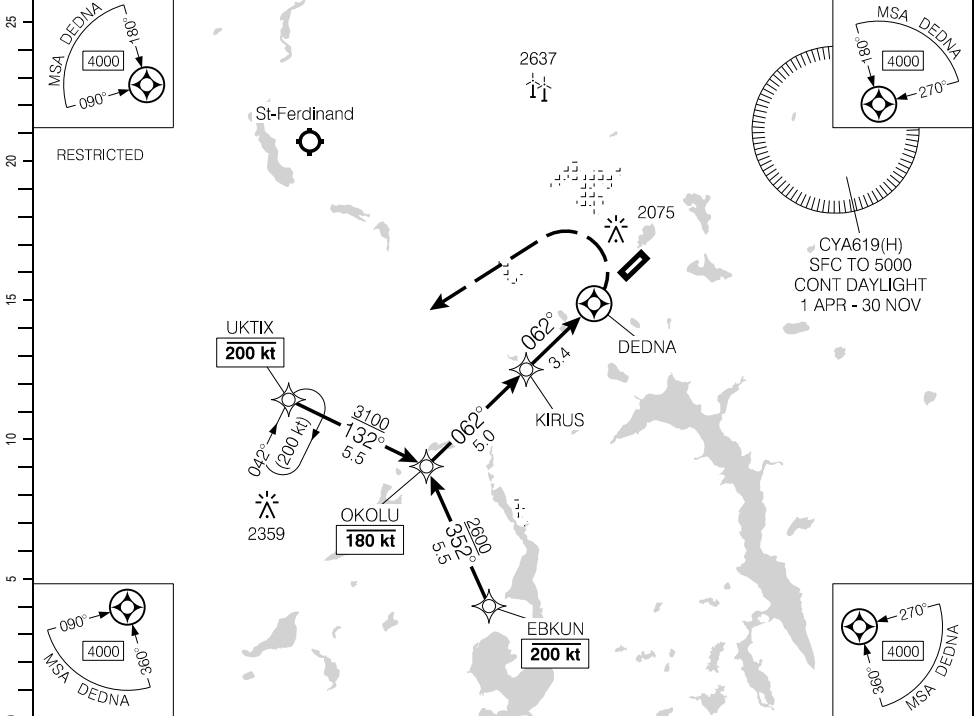 25
20
15
10
5
0
MSA DEDNA
180°
090°
4000
MSA DEDNA
180°
270°
4000
2637
St-Ferdinand
RESTRICTED
2075
CYA619(H)
SFC TO 5000
CONT DAYLIGHT
1 APR - 30 NOV
UKTIX
200 kt
DEDNA
062°
3.4
KIRUS
062°
5.0
3100
132°
5.5
042°
(200 kt)
2359
OKOLU
180 kt
2600
352°
5.5
EBKUN
200 kt
090°
360°
4000
MSA DEDNA
270°
360°
4000
MSA DEDNA